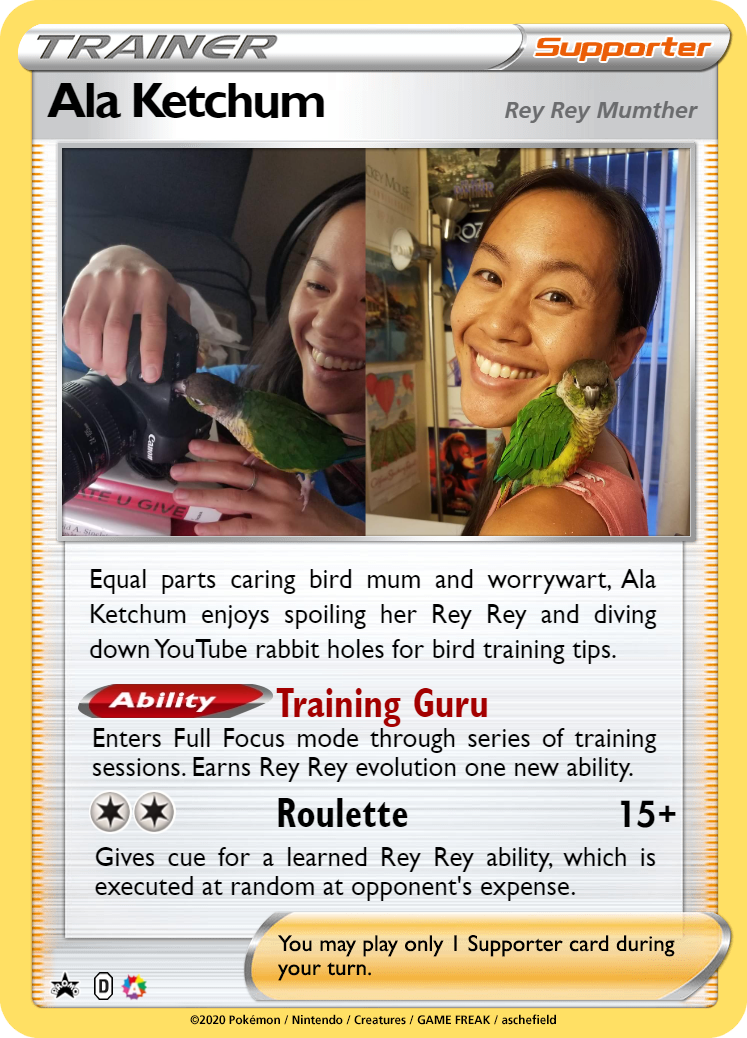 TRAINER
Supporter
Ala Ketchum
Rey Rey Mumther
Canon
U GIVE
Equal parts caring bird mum and worrywart, Ala
Ketchum enjoys spoiling her Rey Rey and diving
down YouTube rabbit holes for bird training tips.
Ability Training Guru
Enters Full Focus mode through series of training
sessions. Earns Rey Rey evolution one new ability.
Roulette 15+
Gives cue for a learned Rey Rey ability, which is
executed at random at opponent's expense.
You may play only 1 Supporter card during
your turn.
PROMO
D
A
©2020 Pokémon / Nintendo / Creatures / GAME FREAK / aschefield